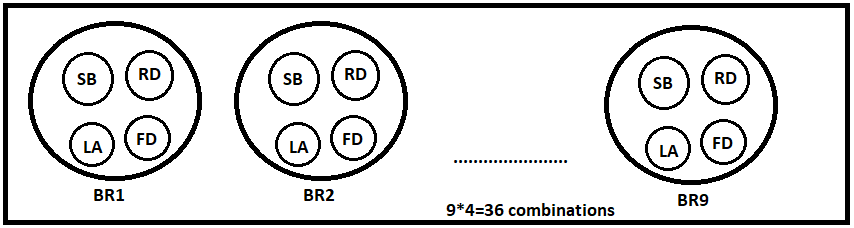 SB RD
LA FD
BR1
SB RD
LA FD
BR2
.......................
9*4=36 combinations
SB RD
LA FD
BR9